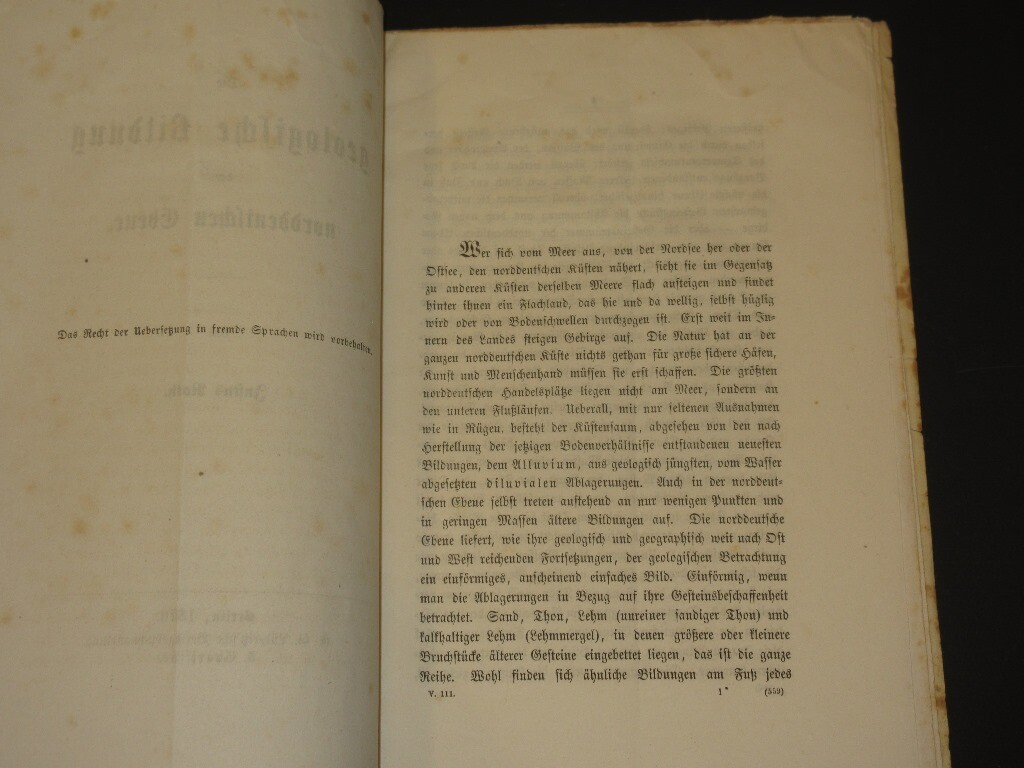 Das Recht der Uebersetzung in fremde Sprachen wird vorbehalten.
Wer sich vom Meer aus, von der Nordsee her oder der
Ostsee, den norddeutschen Küsten nähert, sieht sie im Gegensatz
zu anderen Küsten derselben Meere flach ansteigen und findet
hinter ihnen ein Flachland, das hie und da wellig, selbst hüglig
wird oder von Bodenschwellen durchzogen ist. Erst weit im In-
nern des Landes steigen Gebirge auf. Die Natur hat an der
ganzen norddeutschen Küste nichts gethan für große sichere Häfen,
Kunst und Menschenhand müssen sie erst schaffen. Die größten
norddeutschen Handelsplätze liegen nicht am Meer, sondern an
den unteren Flußläufen. Ueberall, mit nur seltenen Ausnahmen
wie in Rügen, besteht der Küstensaum, abgesehen von den nach
Herstellung der jetzigen Bodenverhältnisse entstandenen neuesten
Bildungen, dem Alluvium, aus geologisch jüngsten, vom Wasser
abgesetzten diluvialen Ablagerungen. Auch in der norddeut-
schen Ebene selbst treten anstehend an nur wenigen Punkten und
in geringen Massen ältere Bildungen auf. Die norddeutsche
Ebene liefert, wie ihre geologisch und geographisch weit nach Ost
und West reichenden Fortsetzungen, der geologischen Betrachtung
ein einförmiges, anscheinend einfaches Bild. Einförmig, wenn
man die Ablagerungen in Bezug auf ihre Gesteinsbeschaffenheit
betrachtet. Sand, Thon, Lehm (unreiner sandiger Thon) und
kalkhaltiger Lehm (Lehmmergel), in denen größere oder kleinere
Bruchstücke älterer Gesteine eingebettet liegen, das ist die ganze
Reihe. Wohl finden sich ähnliche Bildungen am Fuß jedes
V. 111. 1* (359)